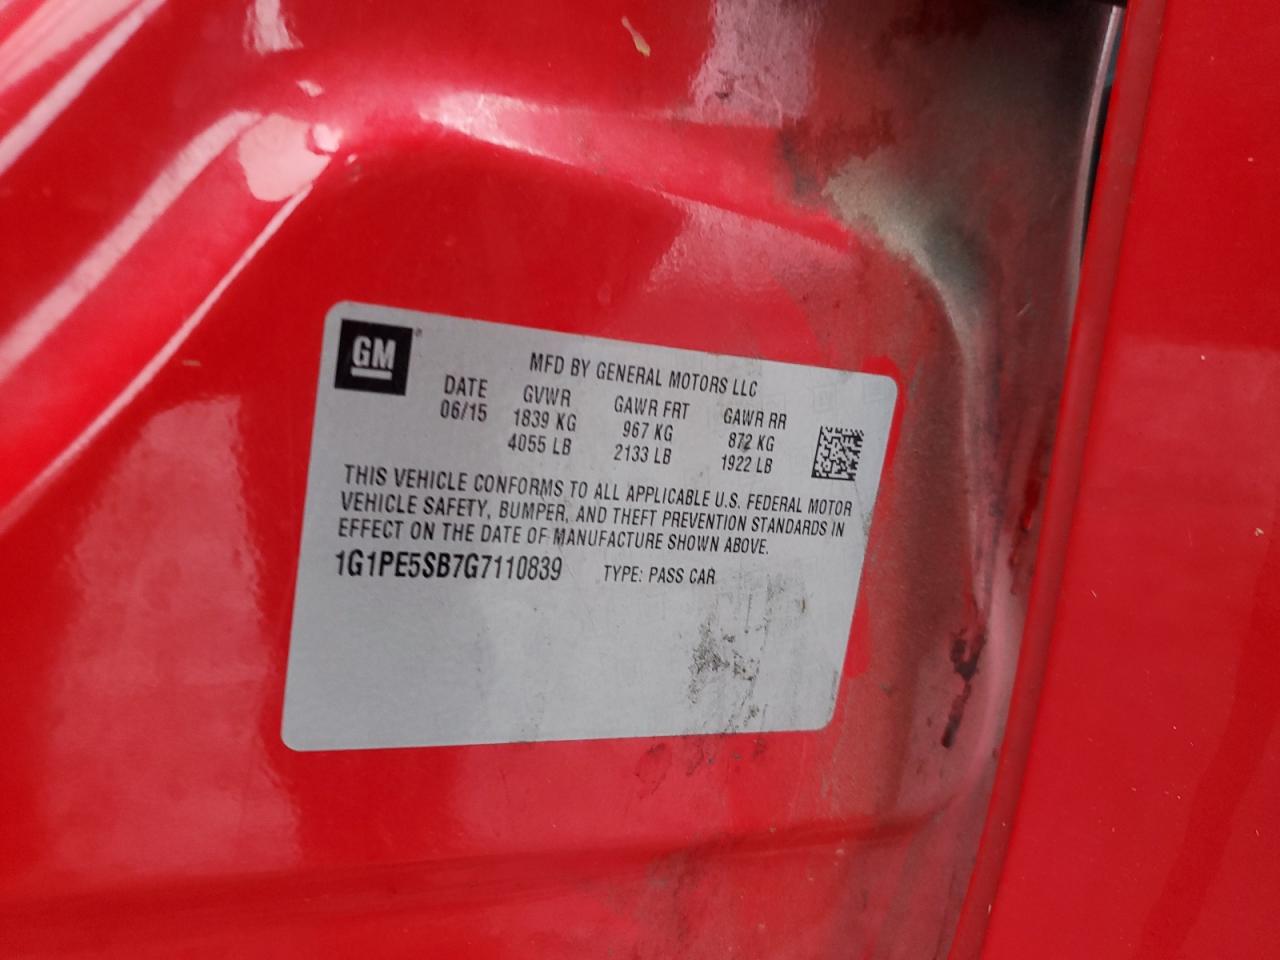 GM
MFD BY GENERAL MOTORS LLC
DATE GVWR GAWR FRT GAWR RR
06/15 1839 KG 967 KG 872 KG
4055 LB 2133 LB 1922 LB
THIS VEHICLE CONFORMS TO ALL APPLICABLE U.S. FEDERAL MOTOR
VEHICLE SAFETY, BUMPER, AND THEFT PREVENTION STANDARDS IN
EFFECT ON THE DATE OF MANUFACTURE SHOWN ABOVE.
1G1PE5SB7G7110839 TYPE: PASS CAR